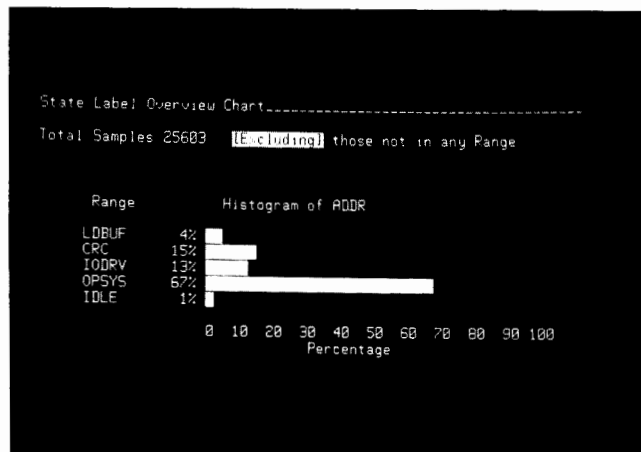 State Label Overview Chart
Total Samples 25603 [Excluding] those not in any Range
Range Histogram of ADDR
LDBUF 4%
CRC 15%
IODRV 13%
OPSYS 67%
IDLE 1%
0 10 20 30 40 50 60 70 80 90 100
Percentage